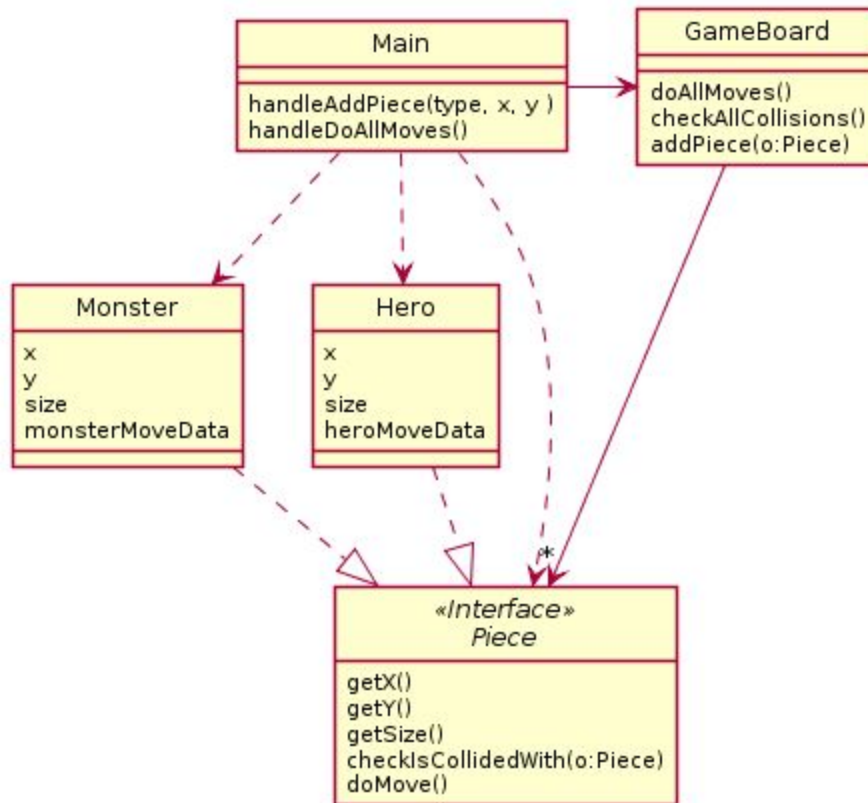 Main
handleAddPiece(type, x, y )
handleDoAllMoves()
GameBoard
doAllMoves()
checkAllCollisions()
addPiece(o:Piece)
Monster
x
y
size
monsterMoveData
Hero
x
y
size
heroMoveData
*
«Interface»
Piece
getX()
getY()
getSize()
checkIsCollidedWith(o:Piece)
doMove()